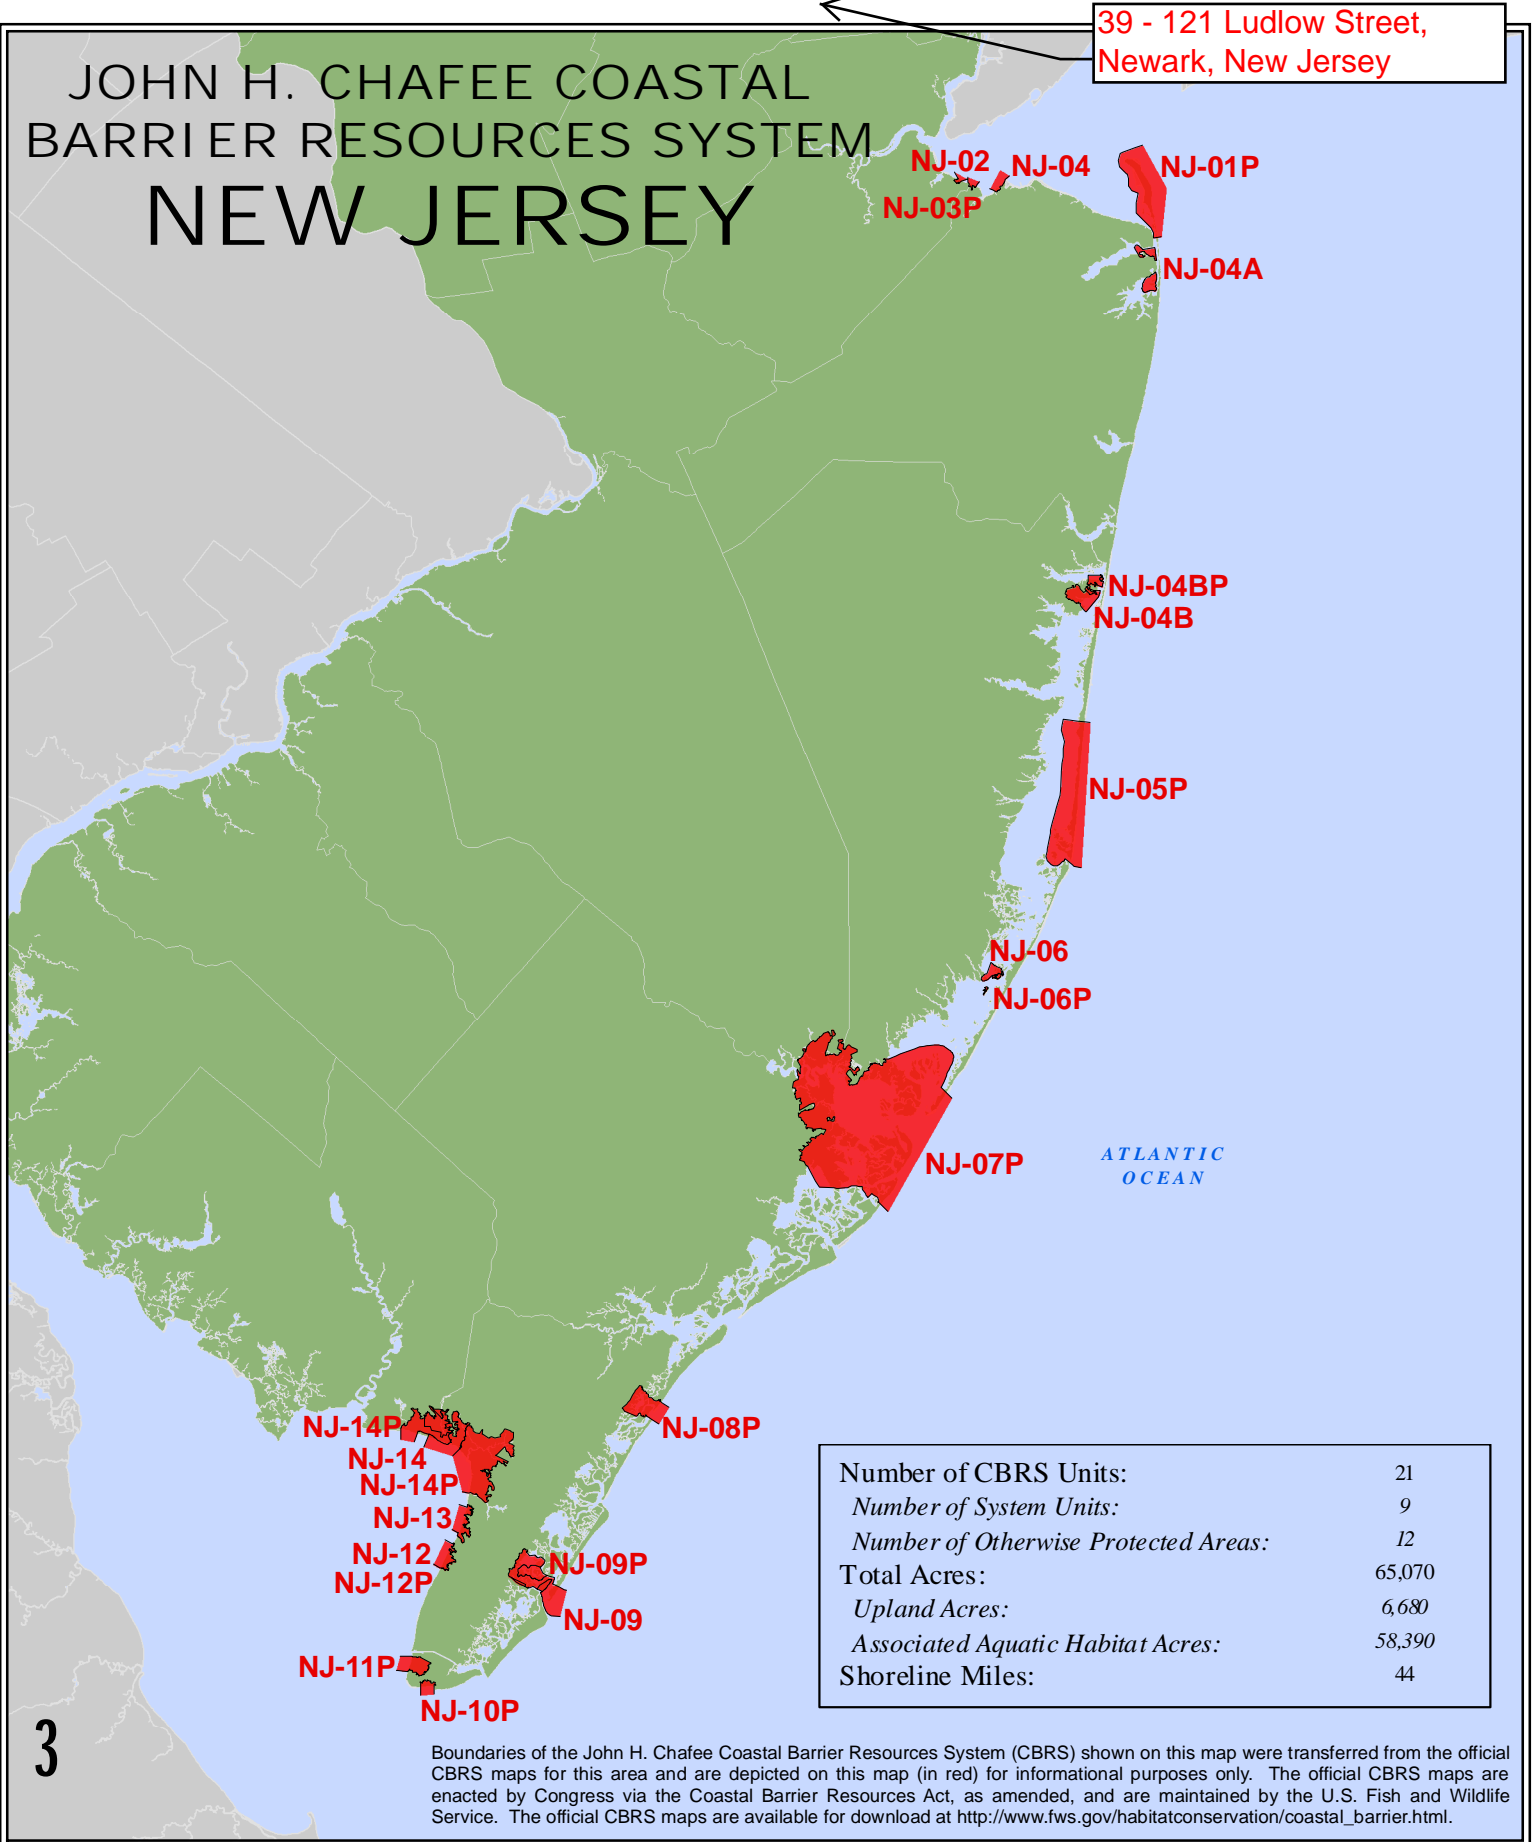 39 - 121 Ludlow Street,
Newark, New Jersey
JOHN H. CHAFEE COASTAL
BARRIER RESOURCES SYSTEM
NEW JERSEY
NJ-02
NJ-04
NJ-01P
NJ-03P
NJ-04A
NJ-04BP
NJ-04B
NJ-05P
NJ-06
NJ-06P
NJ-07P
ATLANTIC
OCEAN
NJ-14P
NJ-08P
NJ-14
NJ-14P
NJ-13
NJ-12
NJ-09P
NJ-12P
NJ-09
NJ-11P
NJ-10P
Number of CBRS Units: 21
Number of System Units: 9
Number of Otherwise Protected Areas: 12
Total Acres: 65,070
Upland Acres: 6,680
Associated Aquatic Habitat Acres: 58,390
Shoreline Miles: 44
3
Boundaries of the John H. Chafee Coastal Barrier Resources System (CBRS) shown on this map were transferred from the official
CBRS maps for this area and are depicted on this map (in red) for informational purposes only. The official CBRS maps are
enacted by Congress via the Coastal Barrier Resources Act, as amended, and are maintained by the U.S. Fish and Wildlife
Service. The official CBRS maps are available for download at http://www.fws.gov/habitatconservation/coastal_barrier.html.